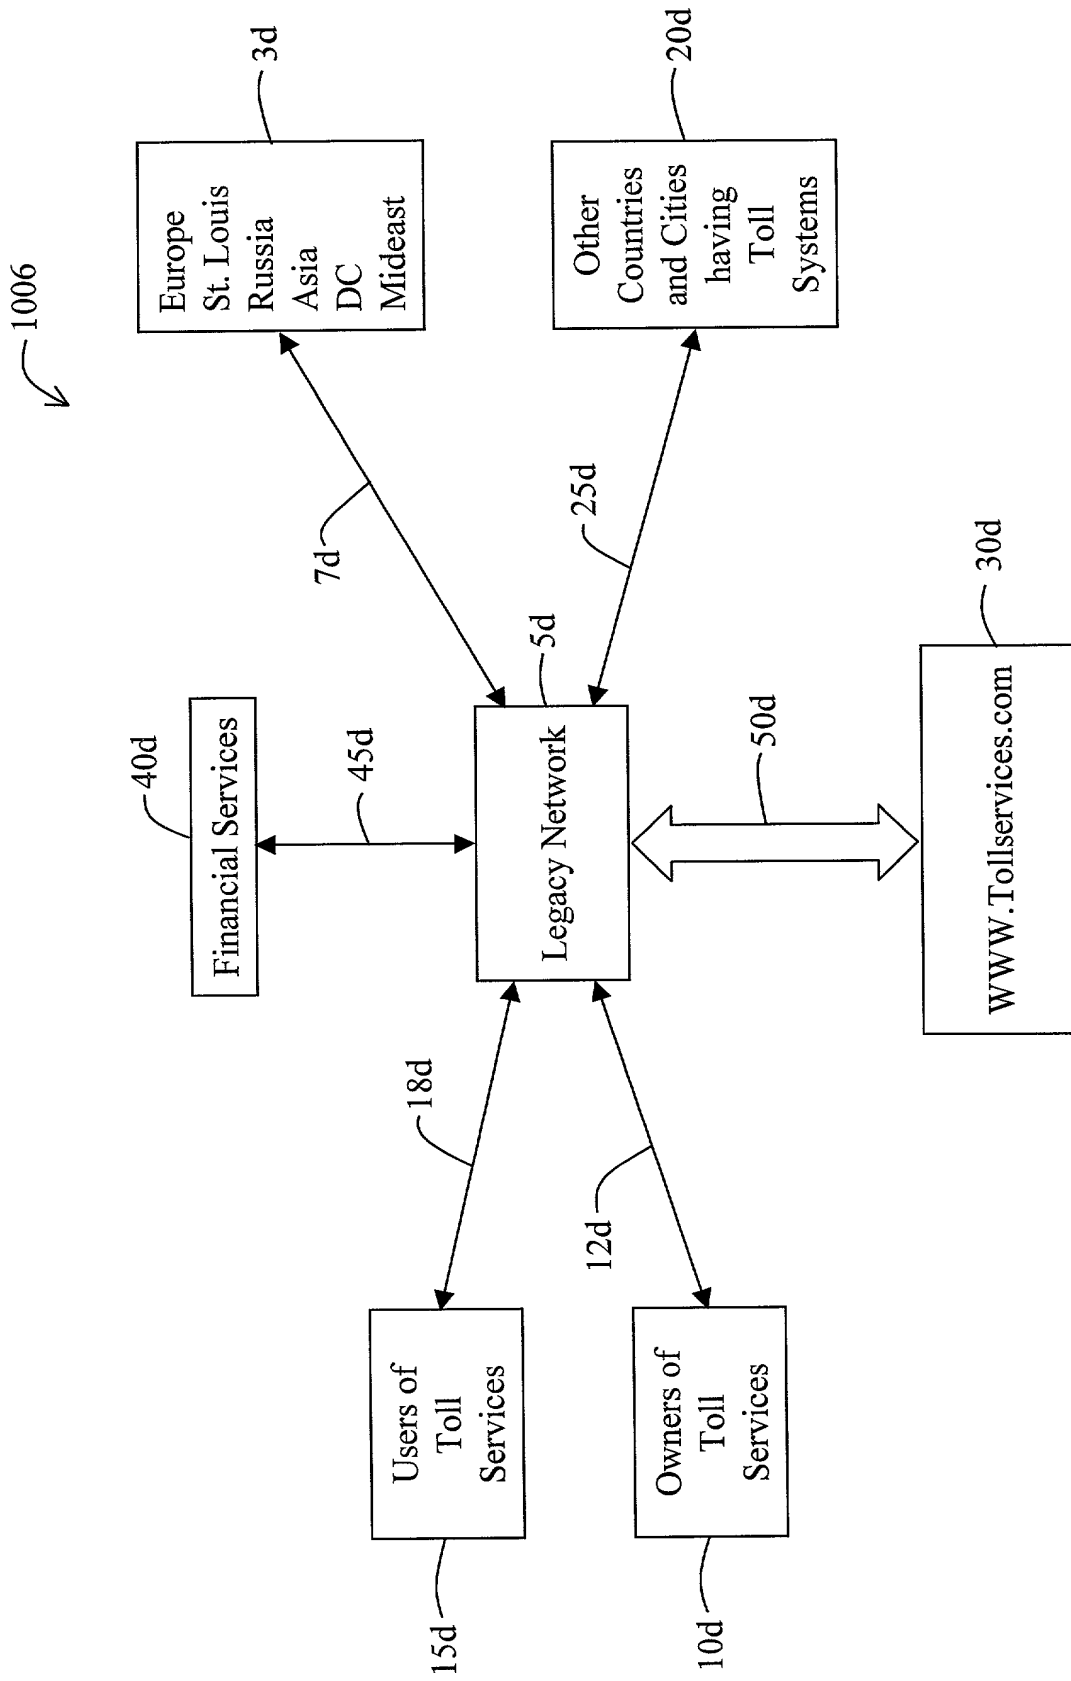 1006
40d
Financial Services
45d
15d
Users of
Toll
Services
18d
7d
Europe
St. Louis
Russia
Asia
DC
Mideast
3d
Legacy Network
5d
10d
Owners of
Toll
Services
12d
25d
Other
Countries
and Cities
having
Toll
Systems
20d
50d
WWW.Tollservices.com
30d